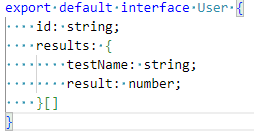 export default interface User {
    id: string;
    results: {
        testName: string;
        result: number;
    }[]
}